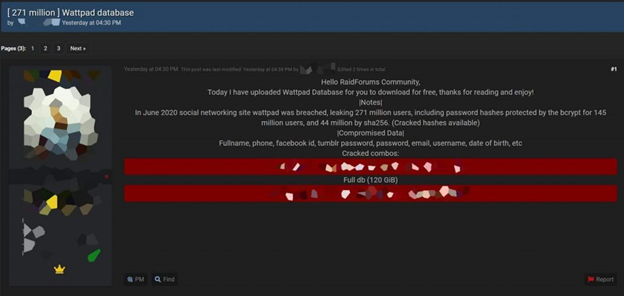 [ 271 million ] Wattpad database
by Yesterday at 04:30 PM
Pages (3): 1 2 3 Next »
Yesterday at 04:30 PM This post was last modified: Yesterday at 04:34 PM by Edited 2 times in total. #1
Hello RaidForums Community,
Today I have uploaded Wattpad Database for you to download for free, thanks for reading and enjoy!
|Notes|
In June 2020 social networking site wattpad was breached, leaking 271 million users, including password hashes protected by the bcrypt for 145
million users, and 44 million by sha256. (Cracked hashes available)
|Compromised Data|
Fullname, phone, facebook id, tumblr password, password, email, username, date of birth, etc
Cracked combos:
Full db (120 GiB)
PM Find Report